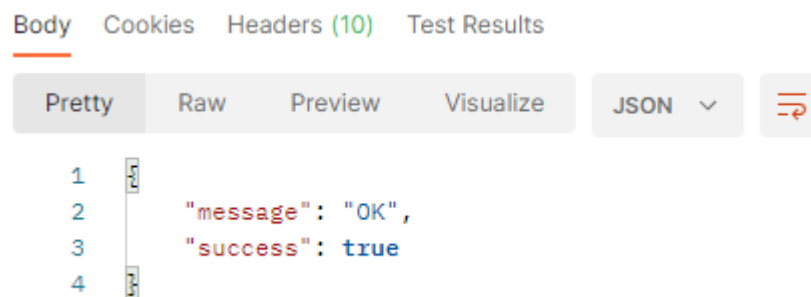 Body Cookies Headers (10) Test Results
Pretty Raw Preview Visualize JSON
1 {
2 "message": "OK",
3 "success": true
4 }